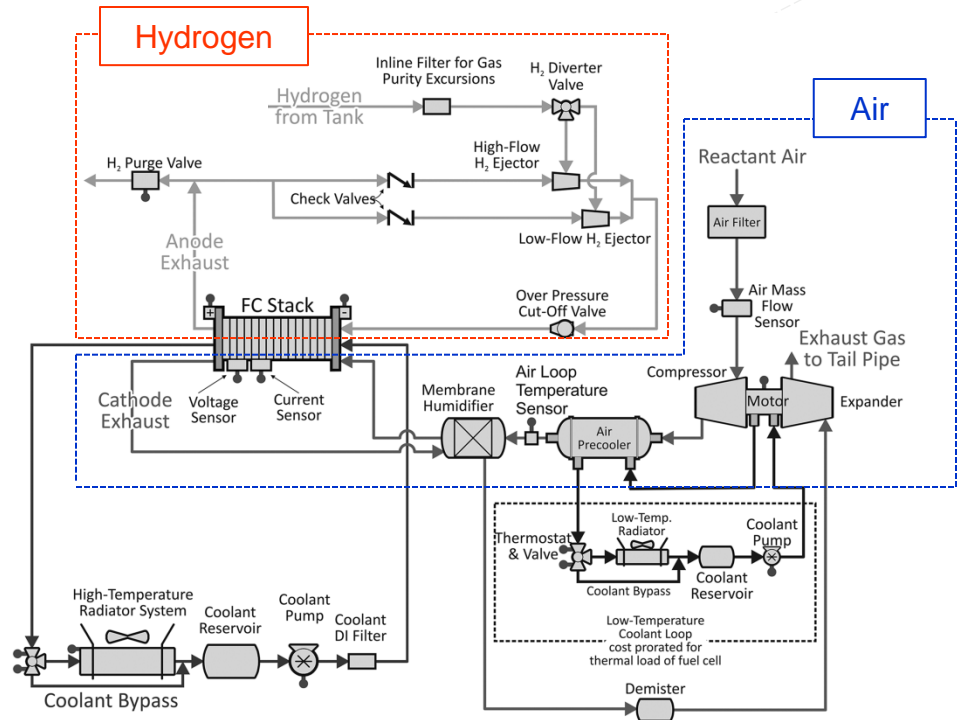 Hydrogen
Air
Inline Filter for Gas
Purity Excursions
H₂ Diverter
Valve
Hydrogen
from Tank
High-Flow
H₂ Ejector
H₂ Purge Valve
Check Valves
Low-Flow H₂ Ejector
Anode
Exhaust
Reactant Air
Air Filter
Air Mass
Flow
Sensor
FC Stack
+
-
Over Pressure
Cut-Off Valve
Exhaust Gas
to Tail Pipe
Compressor
Motor
Expander
Cathode
Exhaust
Voltage
Sensor
Current
Sensor
Membrane
Humidifier
Air Loop
Temperature
Sensor
Air
Precooler
Thermostat
& Valve
Low-Temp.
Radiator
Coolant
Pump
Coolant Bypass
Coolant
Reservoir
Low-Temperature
Coolant Loop
cost prorated for
thermal load of fuel cell
High-Temperature
Radiator System
Coolant
Reservoir
Coolant
Pump
Coolant
DI Filter
Coolant Bypass
Demister